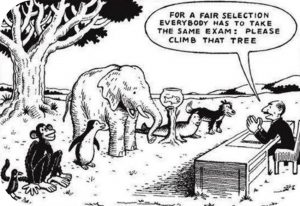 FOR A FAIR SELECTION
EVERYBODY HAS TO TAKE
THE SAME EXAM: PLEASE
CLIMB THAT TREE